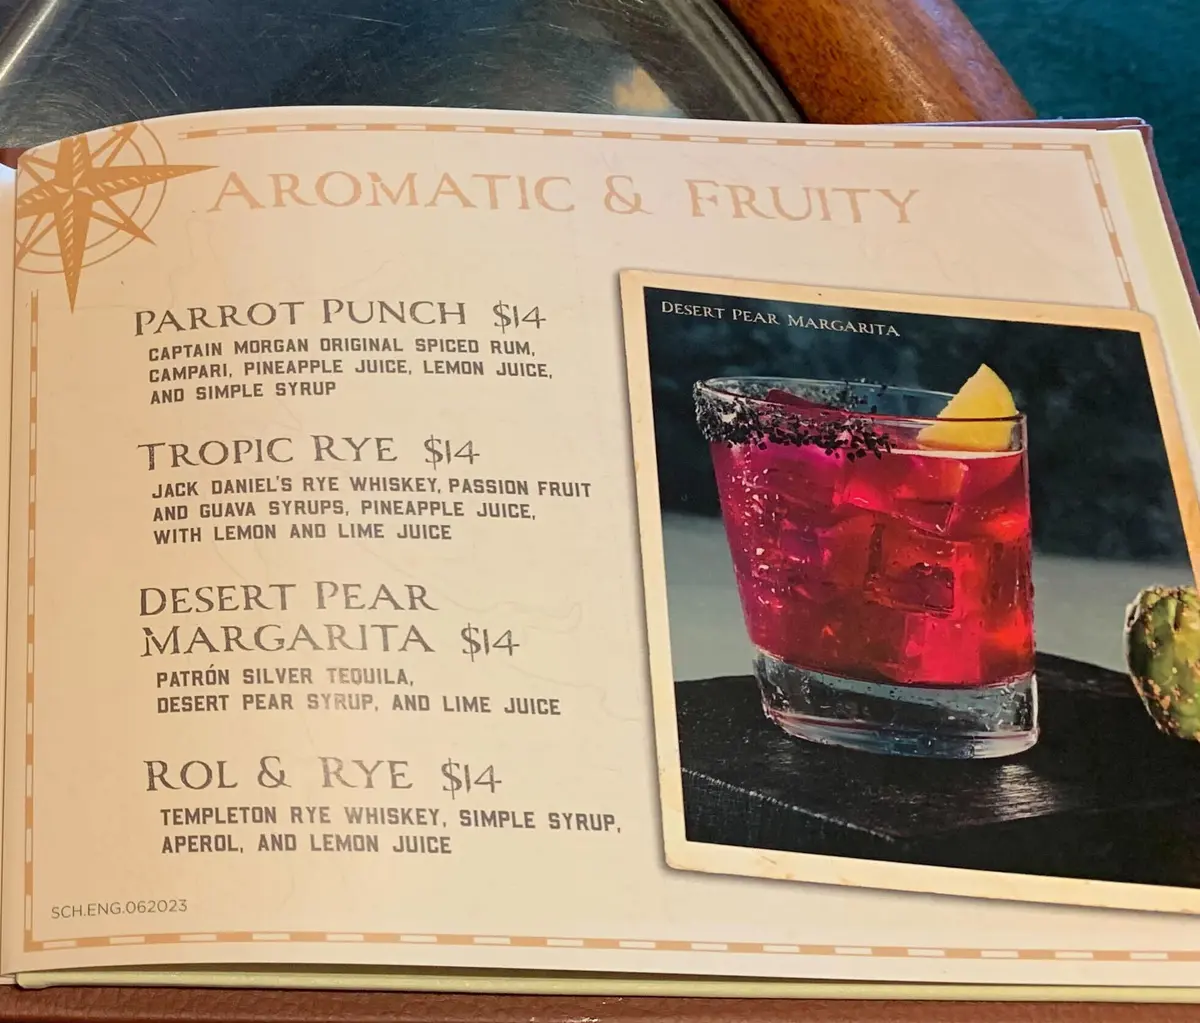 AROMATIC & FRUITY
PARROT PUNCH $14
CAPTAIN MORGAN ORIGINAL SPICED RUM,
CAMPARI, PINEAPPLE JUICE, LEMON JUICE,
AND SIMPLE SYRUP
TROPIC RYE $14
JACK DANIEL'S RYE WHISKEY, PASSION FRUIT
AND GUAVA SYRUPS, PINEAPPLE JUICE,
WITH LEMON AND LIME JUICE
DESERT PEAR
MARGARITA $14
PATRÓN SILVER TEQUILA,
DESERT PEAR SYRUP, AND LIME JUICE
ROL & RYE $14
TEMPLETON RYE WHISKEY, SIMPLE SYRUP,
APEROL, AND LEMON JUICE
SCH.ENG.062023
DESERT PEAR MARGARITA